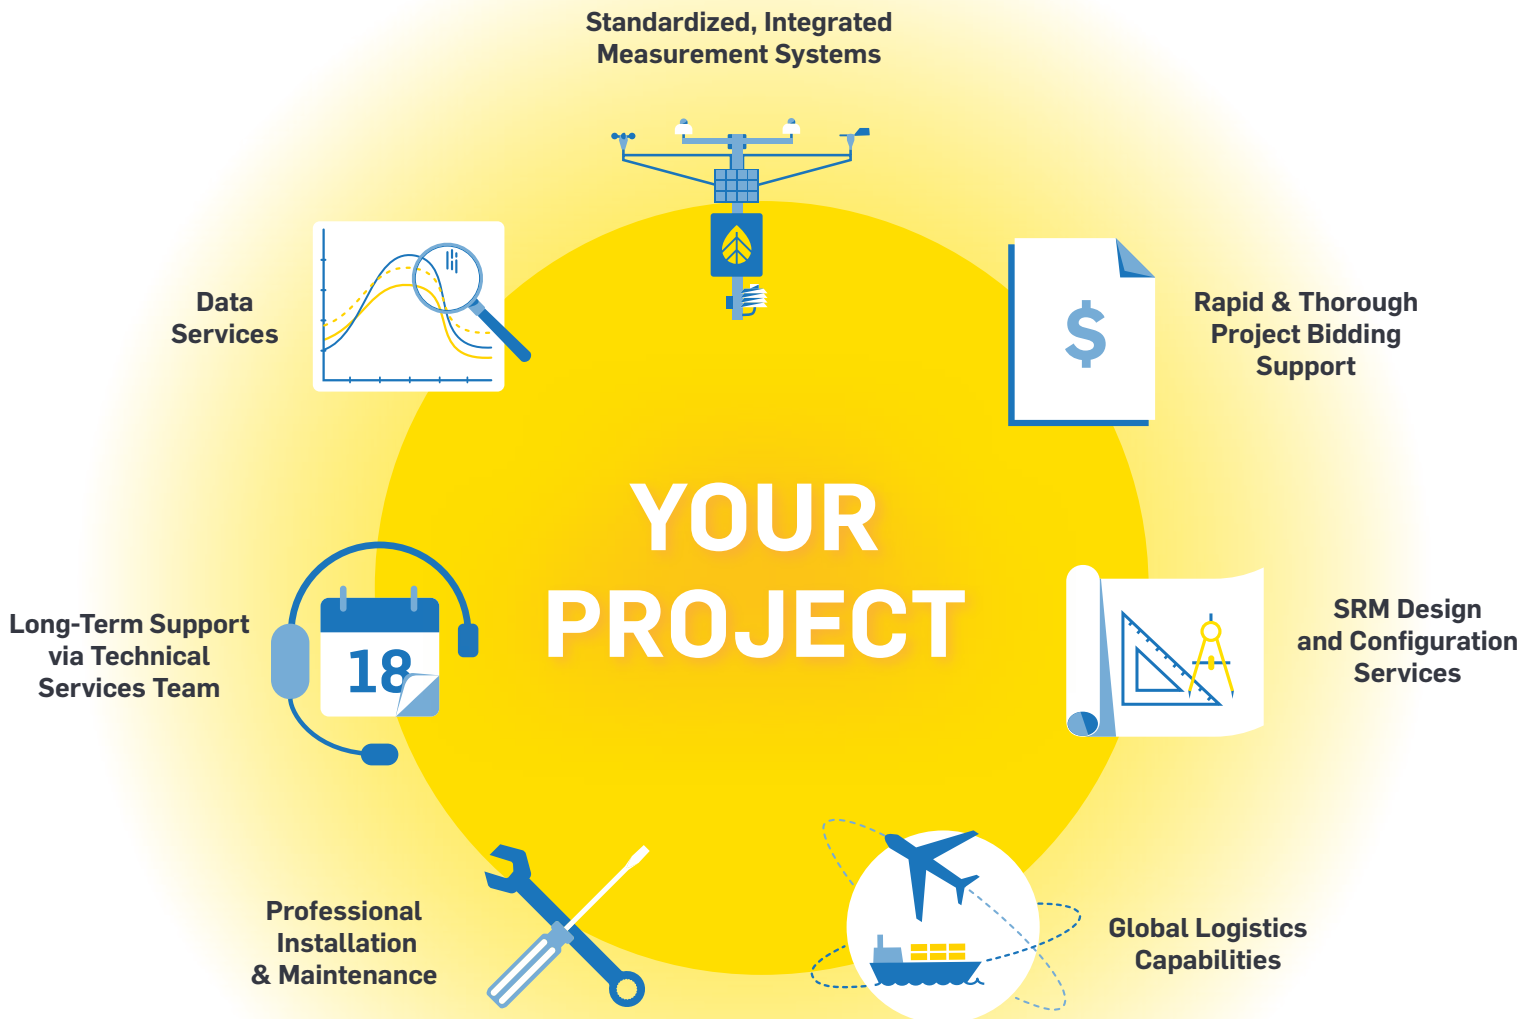 Standardized, Integrated
Measurement Systems
Rapid & Thorough
Project Bidding
Support
SRM Design
and Configuration
Services
Global Logistics
Capabilities
Professional
Installation
& Maintenance
Long-Term Support
via Technical
Services Team
18
Data
Services
$
YOUR
PROJECT